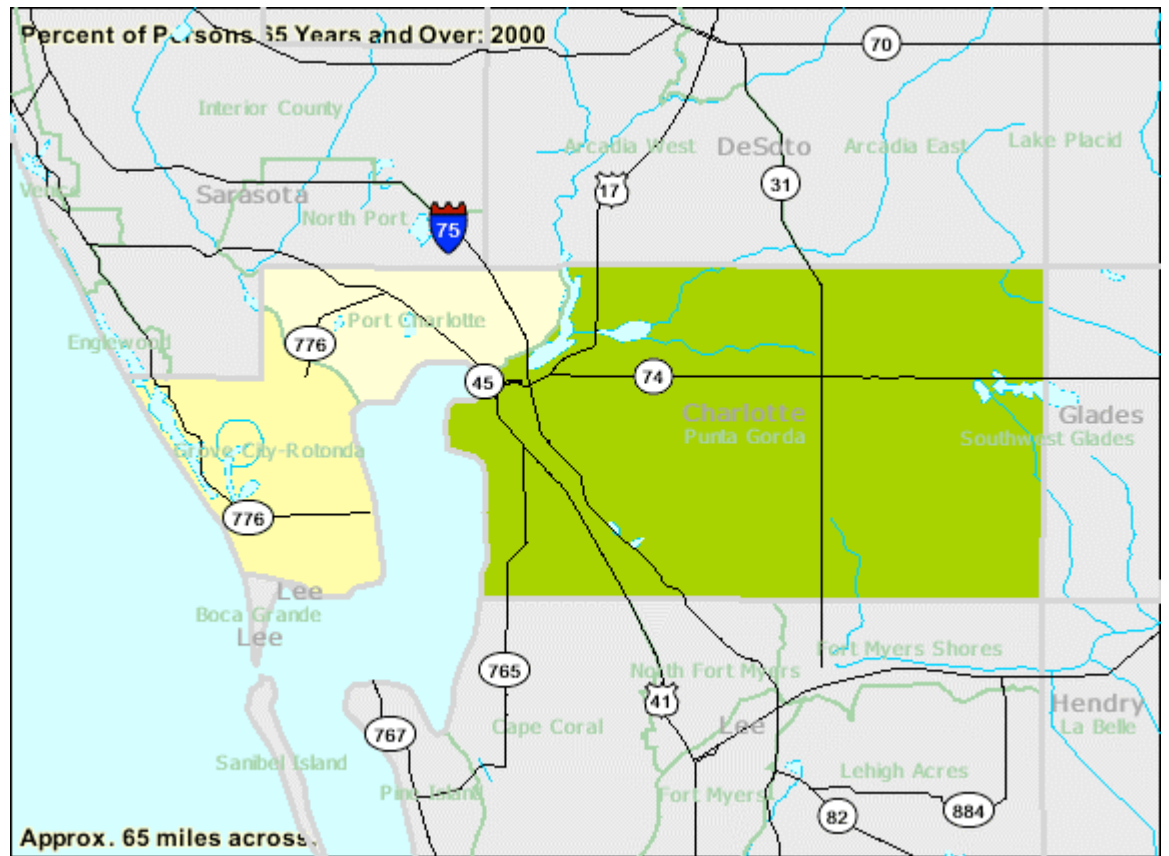 Percent of Persons 65 Years and Over: 2000
70
Interior County
Arcadia West
DeSoto
Arcadia East
Lake Placid
Venice
Sarasota
17
31
North Port
75
Port Charlotte
Englewood
776
45
74
Charlotte
Glades
Punta Gorda
Southwest Glades
Grove City-Rotonda
776
Lee
Boca Grande
Lee
Fort Myers Shores
765
North Fort Myers
41
Hendry
Cape Coral
Lee
La Belle
767
Sanibel Island
Lehigh Acres
Pine Island
Fort Myers
884
82
Approx. 65 miles across.